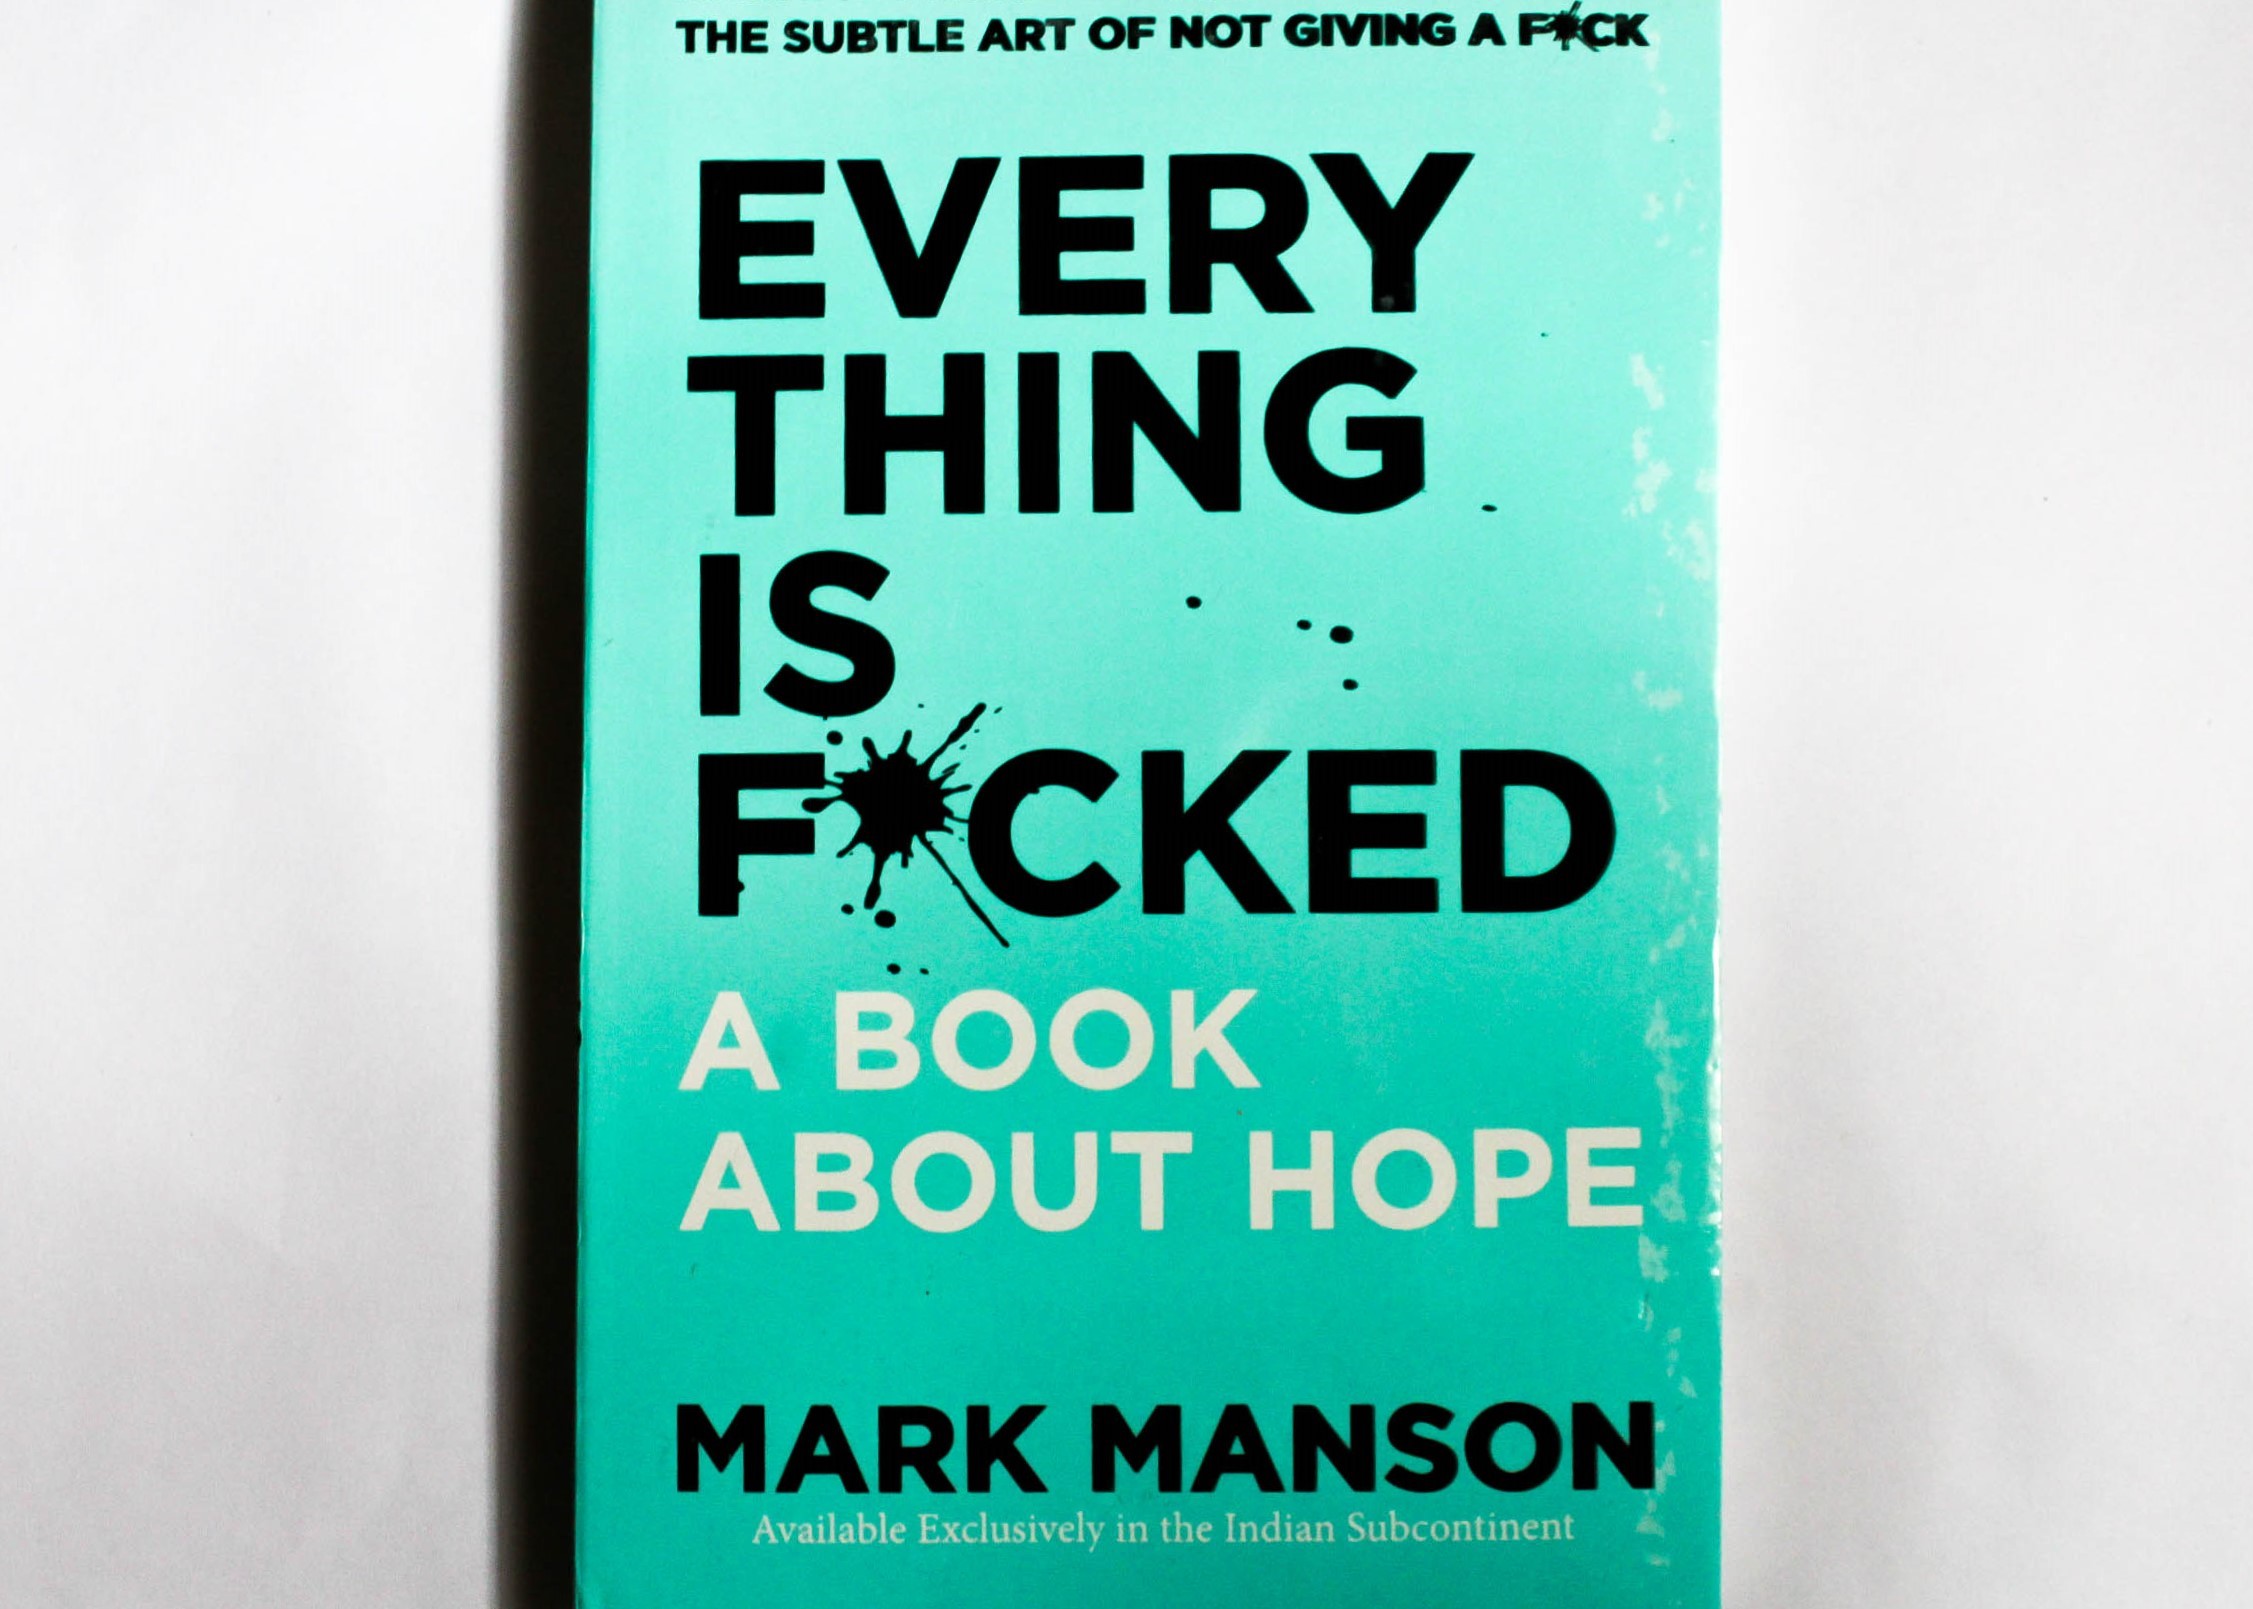 THE SUBTLE ART OF NOT GIVING A F*CK
EVERY
THING
IS
F*CKED
A BOOK
ABOUT HOPE
MARK MANSON
Available Exclusively in the Indian Subcontinent